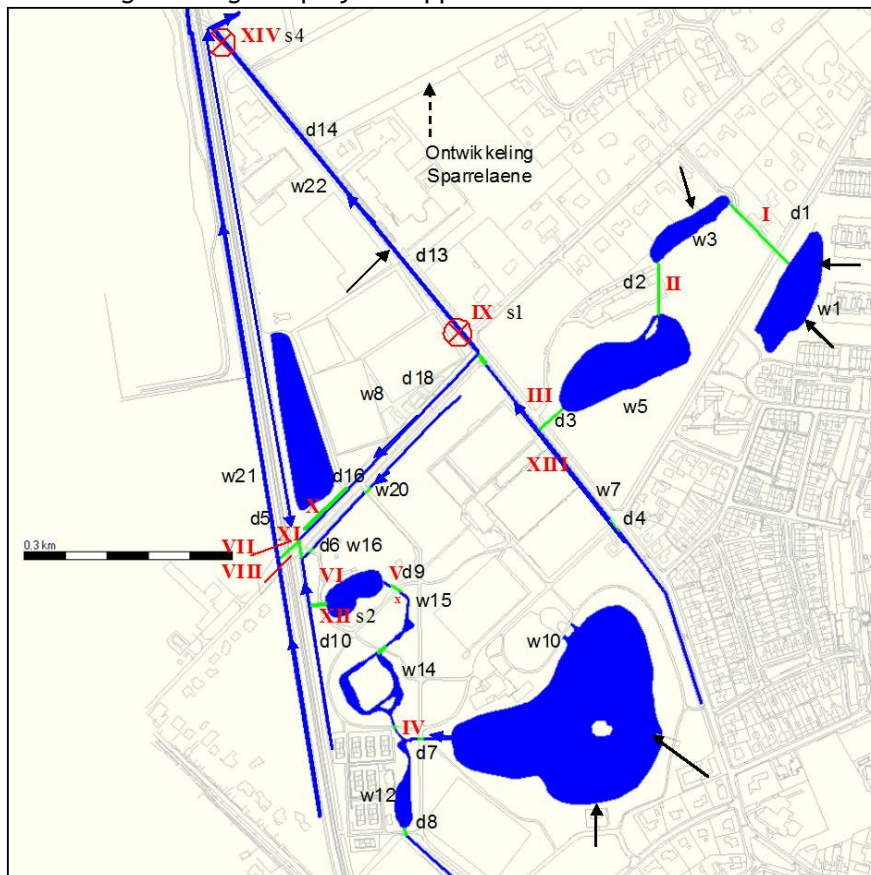 XIV s4
d14
Ontwikkeling
Sparrelaene
w22
I
d1
w3
d13
d2
II
w1
IX s1
d18
w8
III
w5
d3
XIII
d16
w20
w21
X
w7
d5
XI
d4
0.3 km
VII
d6 w16
VIII
VI
V
d9
x
w15
XII s2
d10
w10
w14
IV
d7
w12
d8